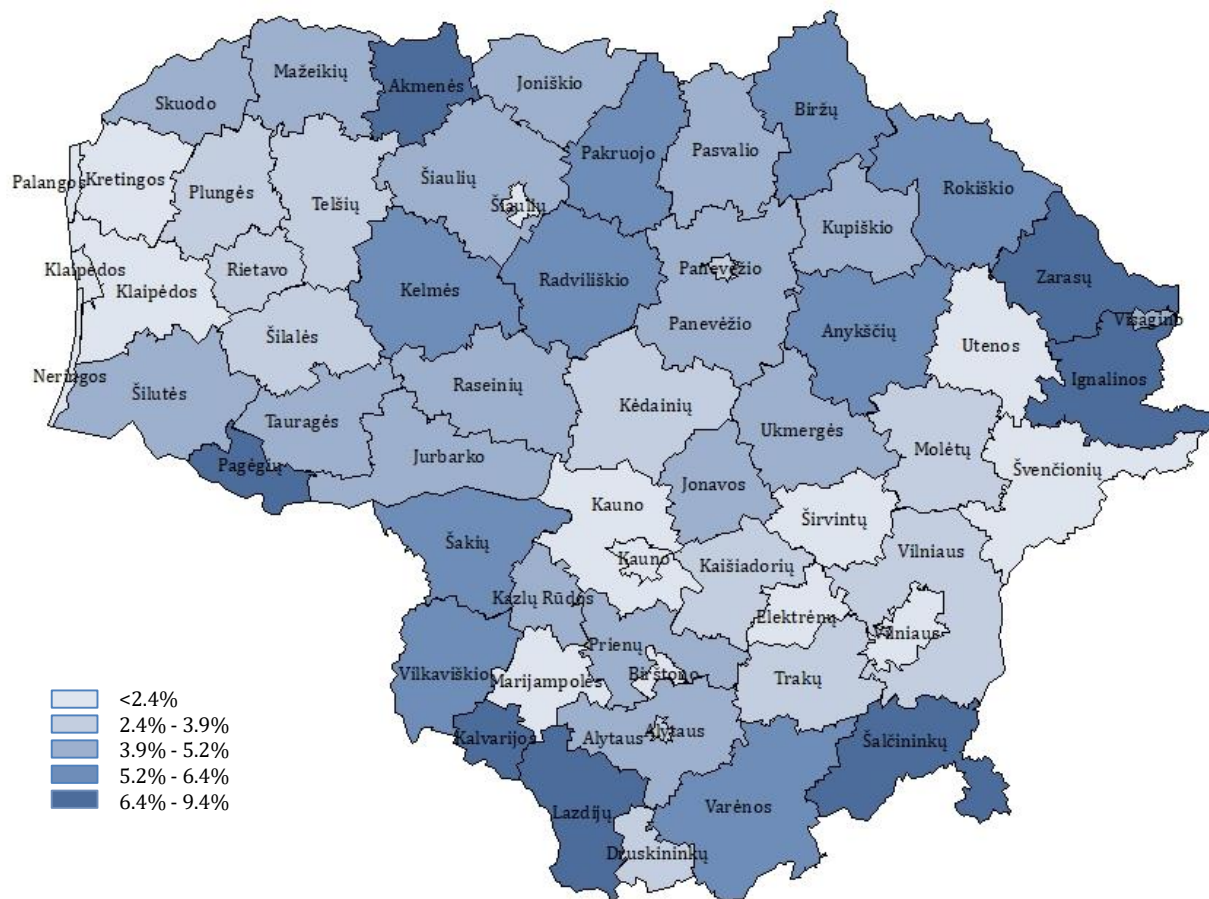 Mažeikių
Akmenės
Joniškio
Skuodo
Biržų
Pakruojo
Pasvalio
Palangos
Kretingos
Plungės
Telšių
Šiaulių
Šiaulių
Rokiškio
Kupiškio
Klaipėdos
Klaipėdos
Rietavo
Kelmės
Radviliškio
Panevėžio
Panevėžio
Anykščių
Zarasų
Visagino
Utenos
Ignalinos
Neringos
Šilutės
Šilalės
Raseinių
Kėdainių
Tauragės
Ukmergės
Molėtų
Švenčionių
Pagėgių
Jurbarko
Jonavos
Kauno
Kauno
Širvintų
Vilniaus
Vilniaus
Šakių
Kaišiadorių
Kazlų Rūdos
Elektrėnų
Prienų
Birštono
Vilkaviškio
Marijampolės
Trakų
Kalvarijos
Alytaus
Alytaus
Šalčininkų
Lazdijų
Varėnos
Druskininkų
<2.4%
2.4% - 3.9%
3.9% - 5.2%
5.2% - 6.4%
6.4% - 9.4%